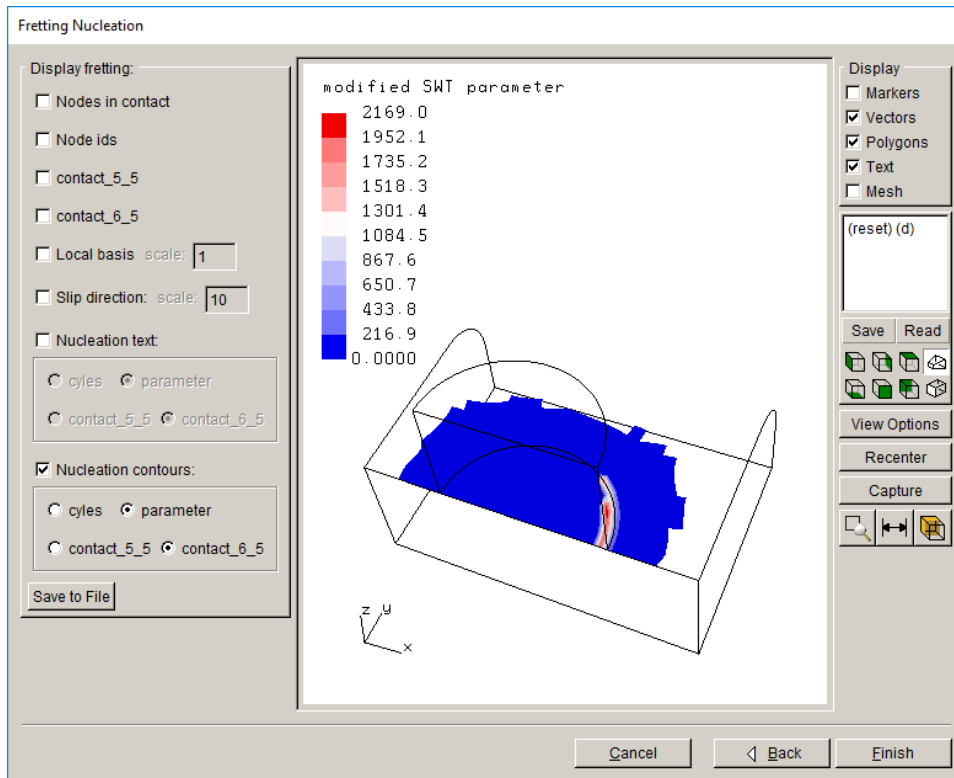 Fretting Nucleation
Display fretting:
Nodes in contact
Node ids
contact_5_5
contact_6_5
Local basis scale: 1
Slip direction: scale: 10
Nucleation text:
cyles parameter
contact_5_5 contact_6_5
Nucleation contours:
cyles parameter
contact_5_5 contact_6_5
Save to File
modified SWT parameter
2169.0
1952.1
1735.2
1518.3
1301.4
1084.5
867.6
650.7
433.8
216.9
0.0000
z y
x
Display
Markers
Vectors
Polygons
Text
Mesh
(reset) (d)
Save Read
View Options
Recenter
Capture
Cancel Back Finish